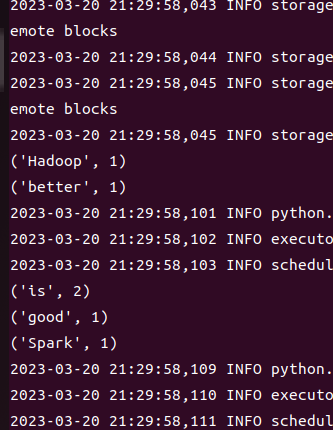 2023-03-20 21:29:58,043 INFO storage
emote blocks
2023-03-20 21:29:58,044 INFO storage
2023-03-20 21:29:58,045 INFO storage
emote blocks
2023-03-20 21:29:58,045 INFO storage
('Hadoop', 1)
('better', 1)
2023-03-20 21:29:58,101 INFO python.
2023-03-20 21:29:58,102 INFO executo
2023-03-20 21:29:58,103 INFO schedul
('is', 2)
('good', 1)
('Spark', 1)
2023-03-20 21:29:58,109 INFO python.
2023-03-20 21:29:58,110 INFO executo
2023-03-20 21:29:58,111 INFO schedul